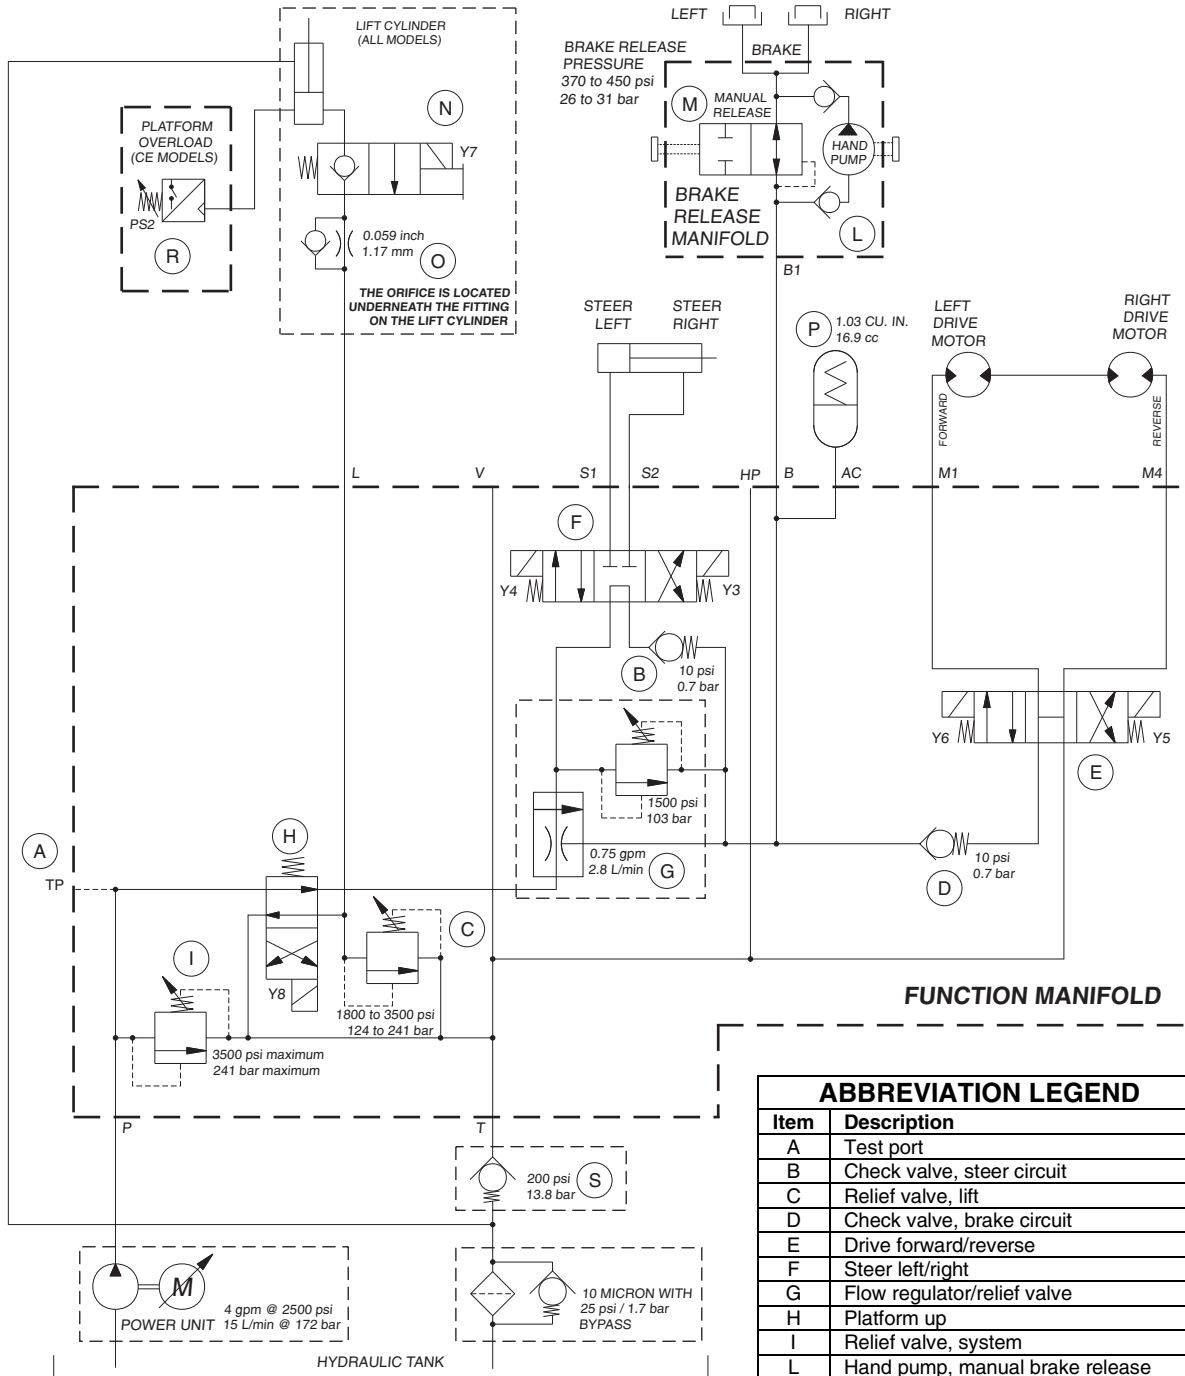 LIFT CYLINDER
(ALL MODELS)
N
Y7
0.059 inch
1.17 mm
O
THE ORIFICE IS LOCATED
UNDERNEATH THE FITTING
ON THE LIFT CYLINDER
PLATFORM
OVERLOAD
(CE MODELS)
PS2
R
LEFT
RIGHT
BRAKE
BRAKE RELEASE
PRESSURE
370 to 450 psi
26 to 31 bar
M
MANUAL
RELEASE
HAND
PUMP
BRAKE
RELEASE
MANIFOLD
L
B1
STEER
LEFT
STEER
RIGHT
P
1.03 CU. IN.
16.9 cc
LEFT
DRIVE
MOTOR
RIGHT
DRIVE
MOTOR
FORWARD
REVERSE
L
V
S1
S2
HP
B
AC
M1
M4
F
Y4
Y3
B
10 psi
0.7 bar
Y6
Y5
E
1500 psi
103 bar
0.75 gpm
2.8 L/min
G
10 psi
0.7 bar
D
A
TP
H
Y8
C
1800 to 3500 psi
124 to 241 bar
I
3500 psi maximum
241 bar maximum
FUNCTION MANIFOLD
P
T
200 psi
13.8 bar
S
M
POWER UNIT
4 gpm @ 2500 psi
15 L/min @ 172 bar
10 MICRON WITH
25 psi / 1.7 bar
BYPASS
HYDRAULIC TANK
ABBREVIATION LEGEND
Item Description
A Test port
B Check valve, steer circuit
C Relief valve, lift
D Check valve, brake circuit
E Drive forward/reverse
F Steer left/right
G Flow regulator/relief valve
H Platform up
I Relief valve, system
L Hand pump, manual brake release